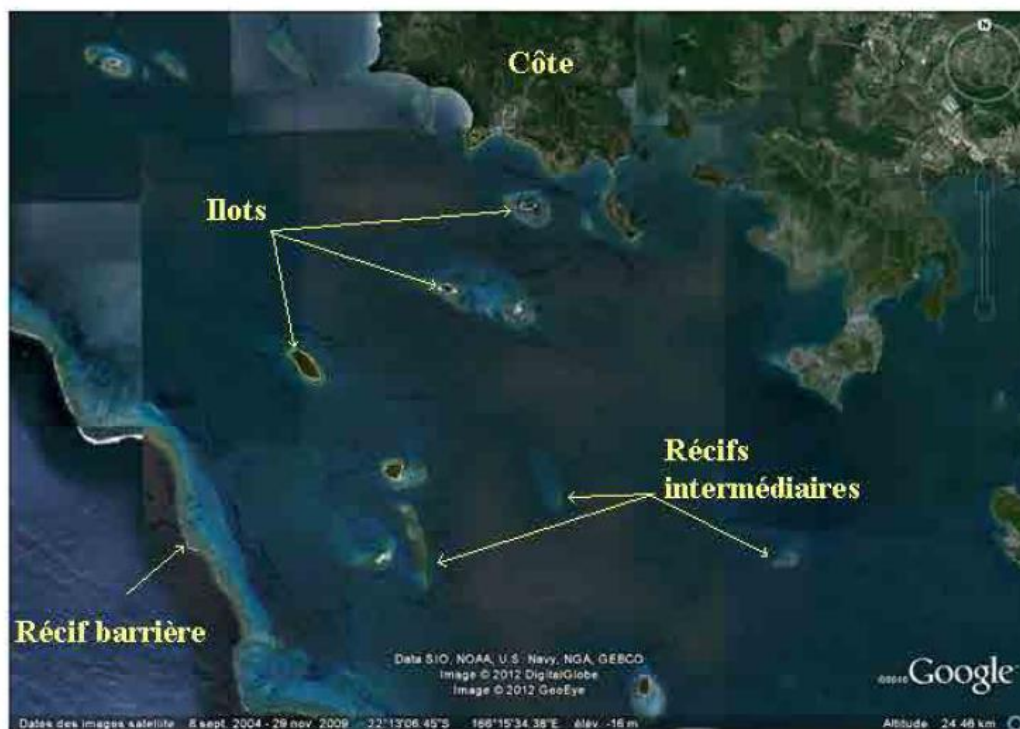 N
Côte
Ilots
Récifs
intermédiaires
Récif barrière
Data SIO, NOAA, U.S. Navy, NGA, GEBCO
Image © 2012 DigitalGlobe
Image © 2012 GeoEye
©2010 Google
Dates des images satellite 8 sept. 2004 - 29 nov. 2009 22°13'06.45"S 166°15'34.38"E élév. -16 m Altitude 24.46 km